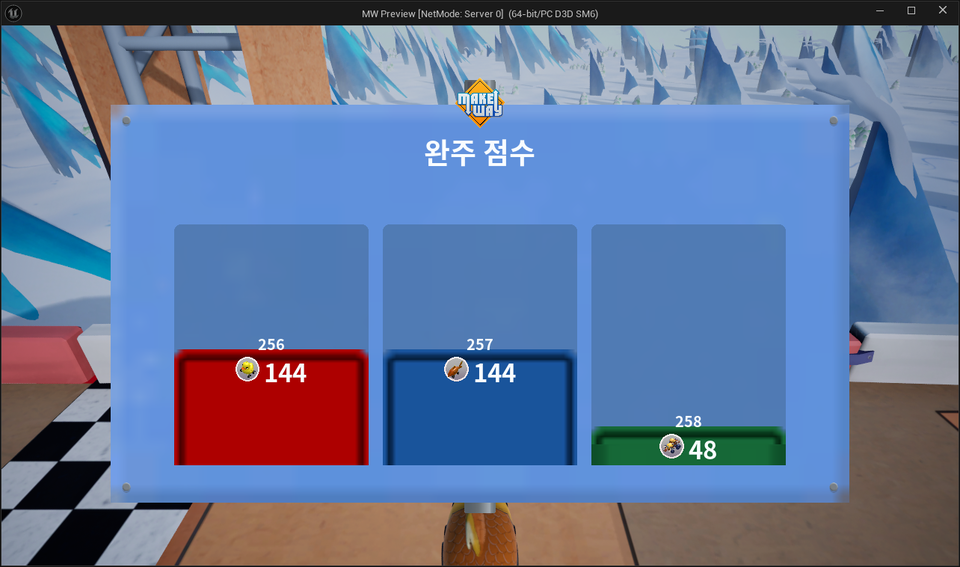 MW Preview [NetMode: Server 0] (64-bit/PC D3D SM6)
MAKE
WAY
완주 점수
256
144
257
144
258
48